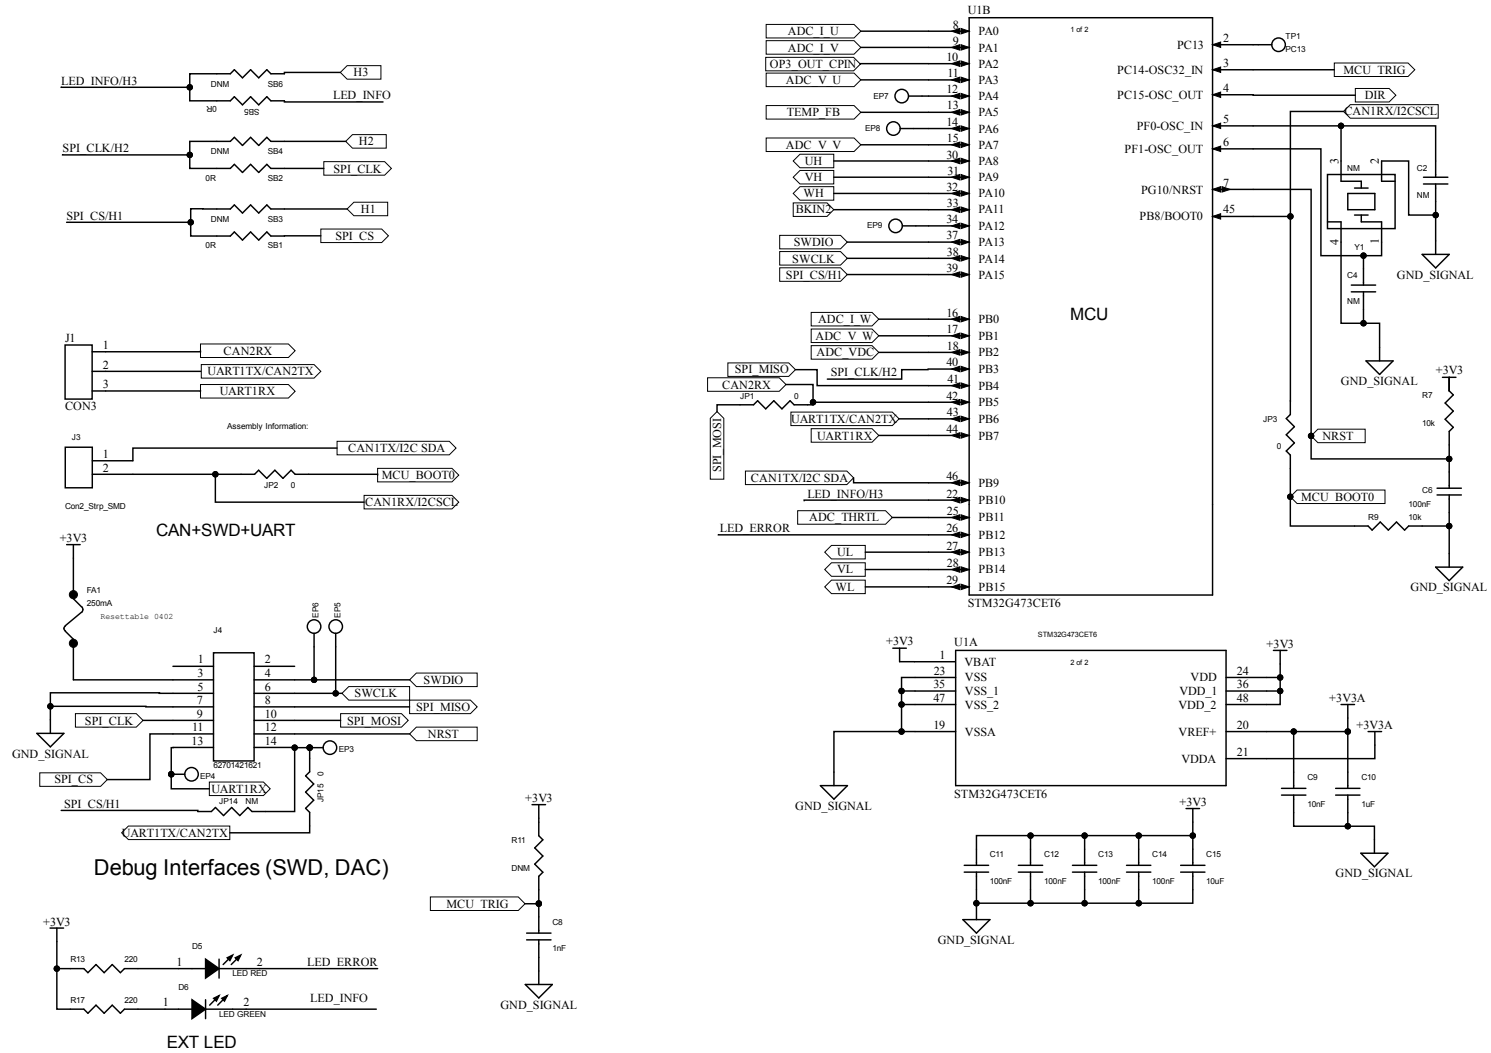 LED_INFO/H3
DNM SB6
H3
0R SB5
LED_INFO
SPI_CLK/H2
DNM SB4
H2
0R SB2
SPI_CLK
SPI_CS/H1
DNM SB3
H1
0R SB1
SPI_CS
J1
1 CAN2RX
2 UART1TX/CAN2TX
3 UART1RX
CON3
Assembly Information:
J3
1 CAN1TX/I2C SDA
2 JP2 0 MCU_BOOT0
CAN1RX/I2CSCL
Con2_Strp_SMD
CAN+SWD+UART
+3V3
FA1
250mA
Resettable 0402
EP6
EP5
J4
1 2
3 4 SWDIO
5 6 SWCLK
7 8 SPI_MISO
SPI_CLK 9 10 SPI_MOSI
11 12 NRST
13 14 EP3
GND_SIGNAL
62701421621
SPI_CS
EP4
UART1RX
SPI_CS/H1
JP14 NM
JP15 0
UART1TX/CAN2TX
Debug Interfaces (SWD, DAC)
+3V3
R11
DNM
MCU_TRIG
C8
1nF
GND_SIGNAL
+3V3
R13 220 1 D5 2 LED_ERROR
LED RED
R17 220 1 D6 2 LED_INFO
LED GREEN
EXT LED
U1B
1 of 2
ADC_I_U 8 PA0
ADC_I_V 9 PA1
OP3_OUT_CPIN 10 PA2
ADC_V_U 11 PA3
EP7 12 PA4
TEMP_FB 13 PA5
EP8 14 PA6
ADC_V_V 15 PA7
UH 30 PA8
VH 31 PA9
WH 32 PA10
BKIN2 33 PA11
EP9 34 PA12
SWDIO 37 PA13
SWCLK 38 PA14
SPI_CS/H1 39 PA15
ADC_I_W 16 PB0
ADC_V_W 17 PB1
ADC_VDC 18 PB2
SPI_CLK/H2 40 PB3
SPI_MISO 41 PB4
CAN2RX 42 PB5
JP1 0
SPI_MOSI
UART1TX/CAN2TX 43 PB6
UART1RX 44 PB7
CAN1TX/I2C SDA 46 PB9
LED_INFO/H3 22 PB10
ADC_THRTL 25 PB11
LED_ERROR 26 PB12
UL 27 PB13
VL 28 PB14
WL 29 PB15
MCU
STM32G473CET6
PC13 2 TP1
PC13
PC14-OSC32_IN 3 MCU_TRIG
PC15-OSC_OUT 4 DIR
CAN1RX/I2CSCL
PF0-OSC_IN 5
PF1-OSC_OUT 6
PG10/NRST 7
PB8/BOOT0 45
3 NM 2
4 Y1 1
C2
NM
GND_SIGNAL
C4
NM
GND_SIGNAL
+3V3
R7
10k
JP3
0
NRST
MCU_BOOT0
C6
100nF
R9 10k
GND_SIGNAL
STM32G473CET6
U1A
2 of 2
+3V3
1 VBAT
23 VSS
35 VSS_1
47 VSS_2
19 VSSA
GND_SIGNAL
+3V3
VDD 24
VDD_1 36
VDD_2 48
+3V3A
VREF+ 20
+3V3A
VDDA 21
STM32G473CET6
C9
10nF
C10
1uF
GND_SIGNAL
+3V3
C11 C12 C13 C14 C15
100nF 100nF 100nF 100nF 10uF
GND_SIGNAL